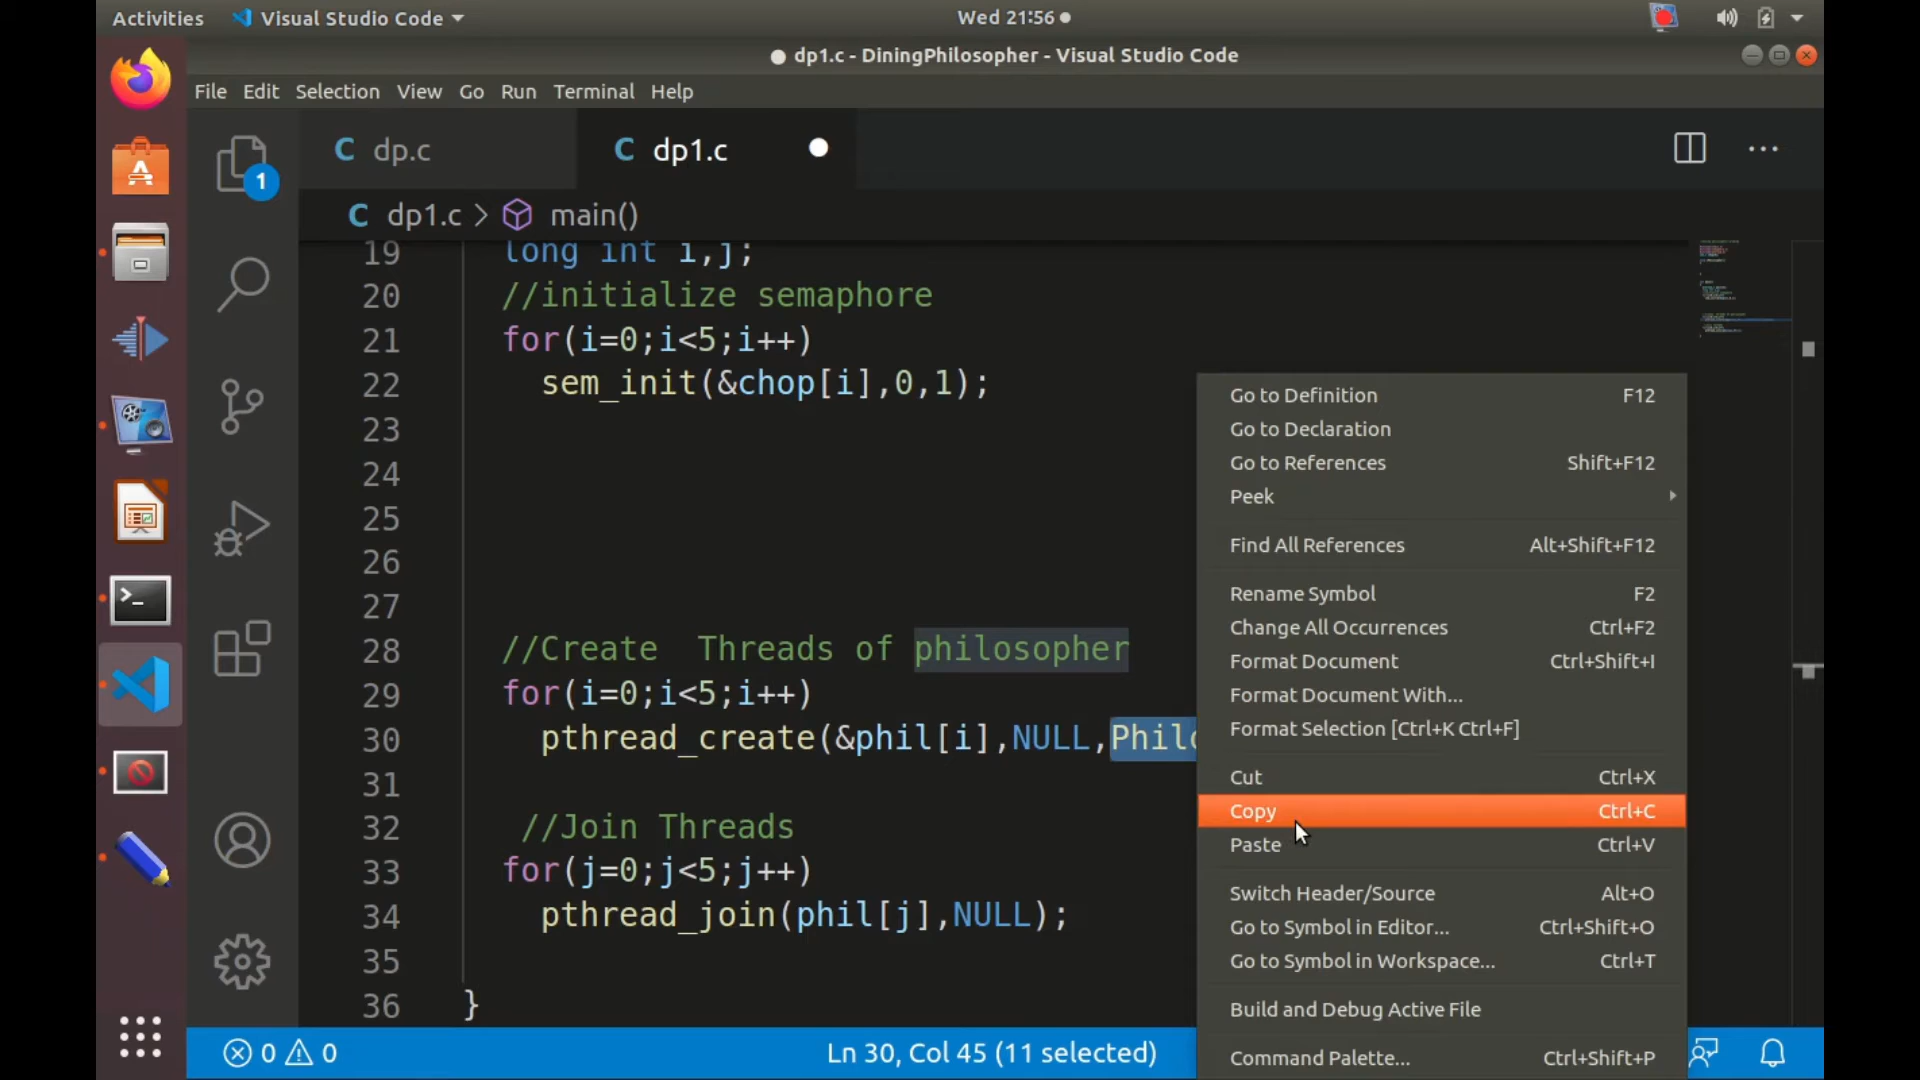 Activities Visual Studio Code Wed 21:56
dp1.c - DiningPhilosopher - Visual Studio Code
File Edit Selection View Go Run Terminal Help
1
C dp.c C dp1.c
C dp1.c > main()
19 long int i,j;
20 //initialize semaphore
21 for(i=0;i<5;i++)
22 sem_init(&chop[i],0,1);
23
24
25
26
27
28 //Create Threads of philosopher
29 for(i=0;i<5;i++)
30 pthread_create(&phil[i],NULL,Philo
31
32 //Join Threads
33 for(j=0;j<5;j++)
34 pthread_join(phil[j],NULL);
35
36 }
Go to Definition F12
Go to Declaration
Go to References Shift+F12
Peek
Find All References Alt+Shift+F12
Rename Symbol F2
Change All Occurrences Ctrl+F2
Format Document Ctrl+Shift+I
Format Document With...
Format Selection [Ctrl+K Ctrl+F]
Cut Ctrl+X
Copy Ctrl+C
Paste Ctrl+V
Switch Header/Source Alt+O
Go to Symbol in Editor... Ctrl+Shift+O
Go to Symbol in Workspace... Ctrl+T
Build and Debug Active File
Command Palette... Ctrl+Shift+P
0 0 Ln 30, Col 45 (11 selected)